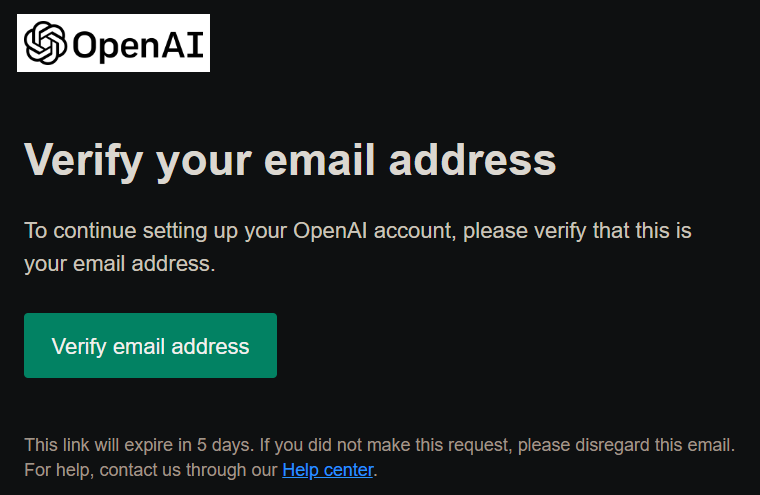 OpenAI
Verify your email address
To continue setting up your OpenAI account, please verify that this is
your email address.
Verify email address
This link will expire in 5 days. If you did not make this request, please disregard this email.
For help, contact us through our Help center.